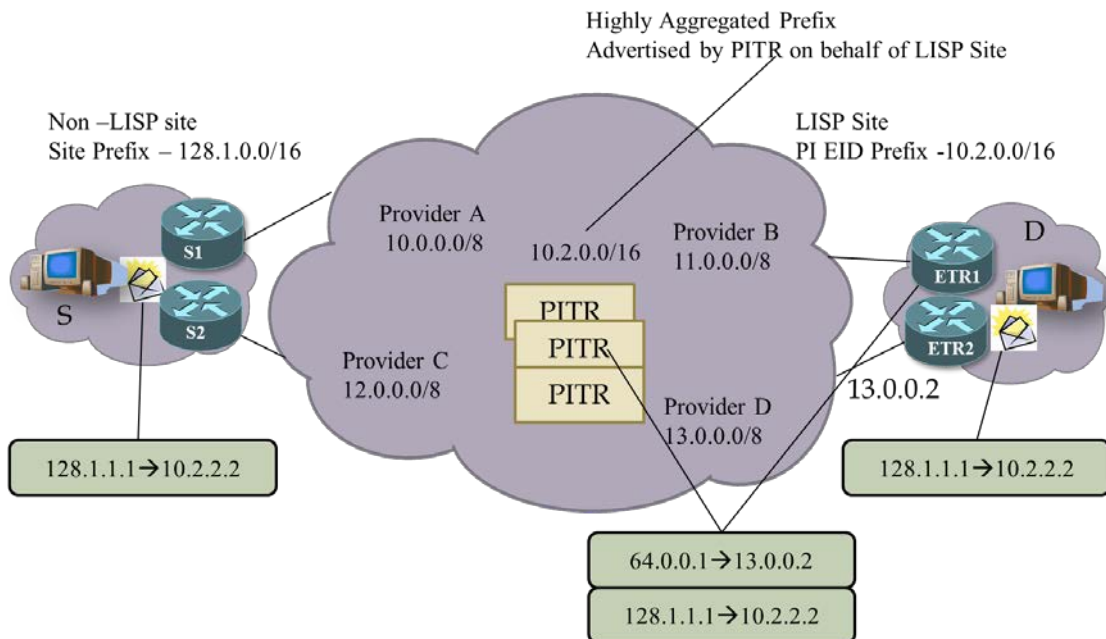 Highly Aggregated Prefix
Advertised by PITR on behalf of LISP Site
Non –LISP site
Site Prefix – 128.1.0.0/16
LISP Site
PI EID Prefix -10.2.0.0/16
Provider A
10.0.0.0/8
10.2.0.0/16
Provider B
11.0.0.0/8
S1
S
S2
D
ETR1
ETR2
PITR
PITR
PITR
Provider C
12.0.0.0/8
Provider D
13.0.0.0/8
13.0.0.2
128.1.1.1→10.2.2.2
128.1.1.1→10.2.2.2
64.0.0.1→13.0.0.2
128.1.1.1→10.2.2.2